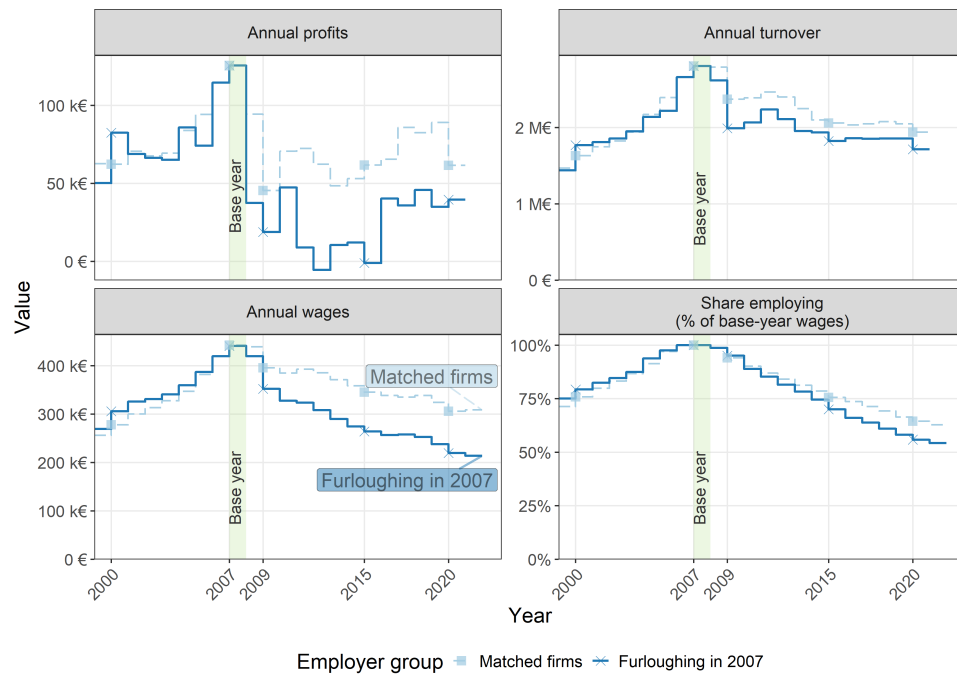 Annual profits
Annual turnover
100 k€
50 k€
0 €
Base year
2 M€
1 M€
0 €
Base year
Value
Annual wages
Share employing
(% of base-year wages)
400 k€
300 k€
200 k€
100 k€
0 €
Matched firms
Furloughing in 2007
Base year
100%
75%
50%
25%
0%
Base year
2000
2007
2009
2015
2020
2000
2007
2009
2015
2020
Year
Employer group
Matched firms
Furloughing in 2007